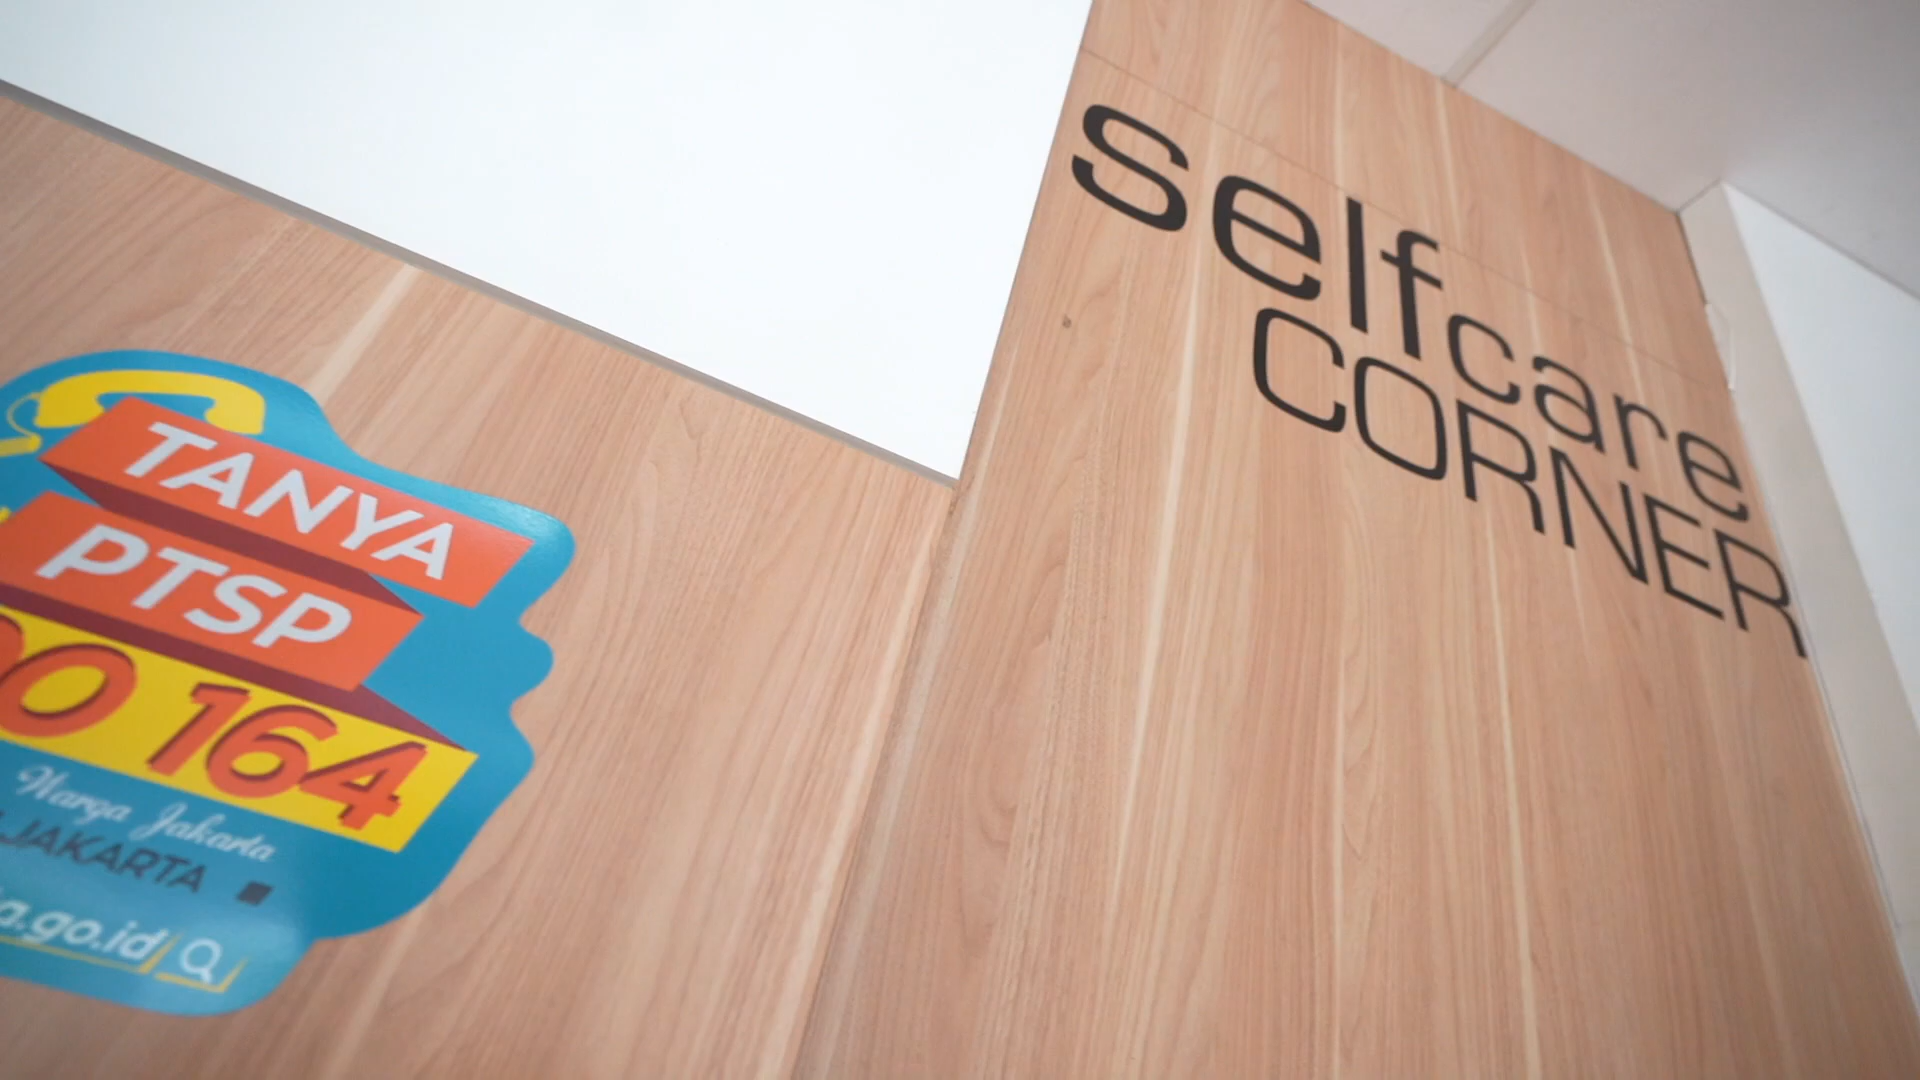 TANYA
PTSP
164
Warga Jakarta
JAKARTA
.go.id
selfcare
CORNER